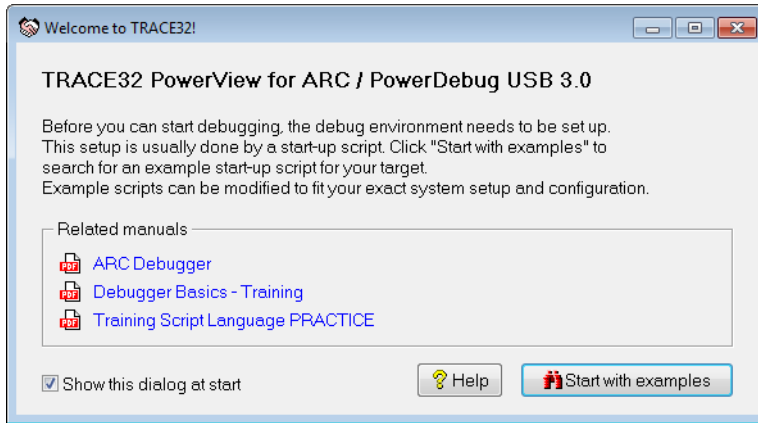 Welcome to TRACE32!
TRACE32 PowerView for ARC / PowerDebug USB 3.0
Before you can start debugging, the debug environment needs to be set up.
This setup is usually done by a start-up script. Click "Start with examples" to
search for an example start-up script for your target.
Example scripts can be modified to fit your exact system setup and configuration.
Related manuals
PDF ARC Debugger
PDF Debugger Basics - Training
PDF Training Script Language PRACTICE
Show this dialog at start
? Help
Start with examples